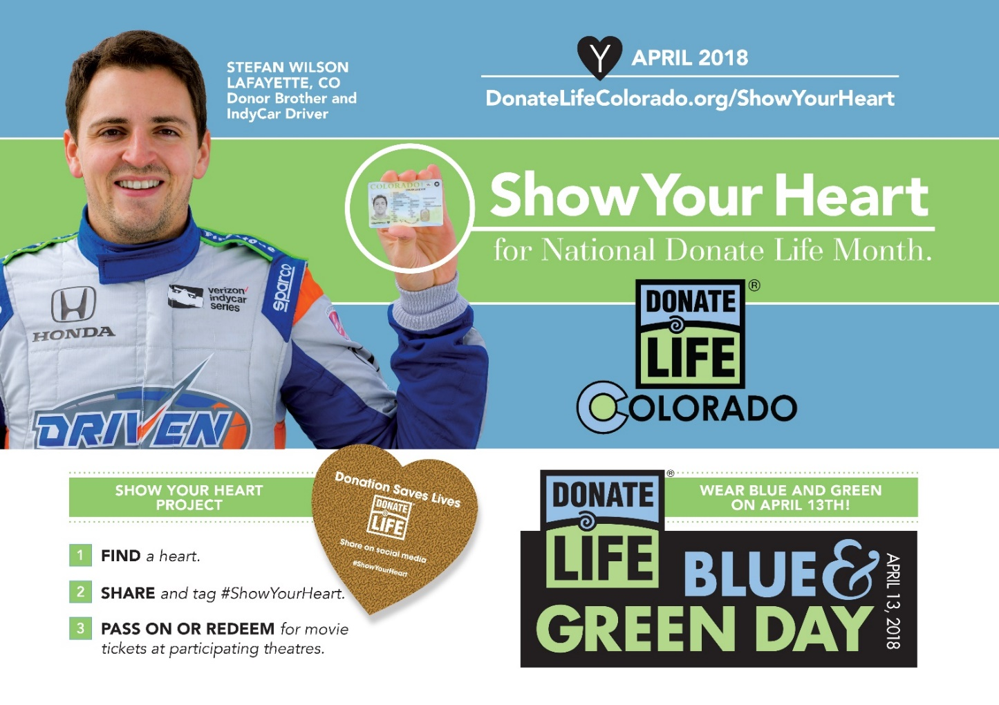 STEFAN WILSON
LAFAYETTE, CO
Donor Brother and
IndyCar Driver
Y APRIL 2018
DonateLifeColorado.org/ShowYourHeart
COLORADO
Show Your Heart
for National Donate Life Month.
Firestone
sparco
HONDA
verizon
indycar
series
DRIVEN
DONATE ®
LIFE
COLORADO
SHOW YOUR HEART
PROJECT
1 FIND a heart.
2 SHARE and tag #ShowYourHeart.
3 PASS ON OR REDEEM for movie
tickets at participating theatres.
Donation Saves Lives
DONATE
LIFE
Share on social media
#ShowYourHeart
DONATE ®
LIFE
WEAR BLUE AND GREEN
ON APRIL 13TH!
BLUE &
GREEN DAY
APRIL 13, 2018